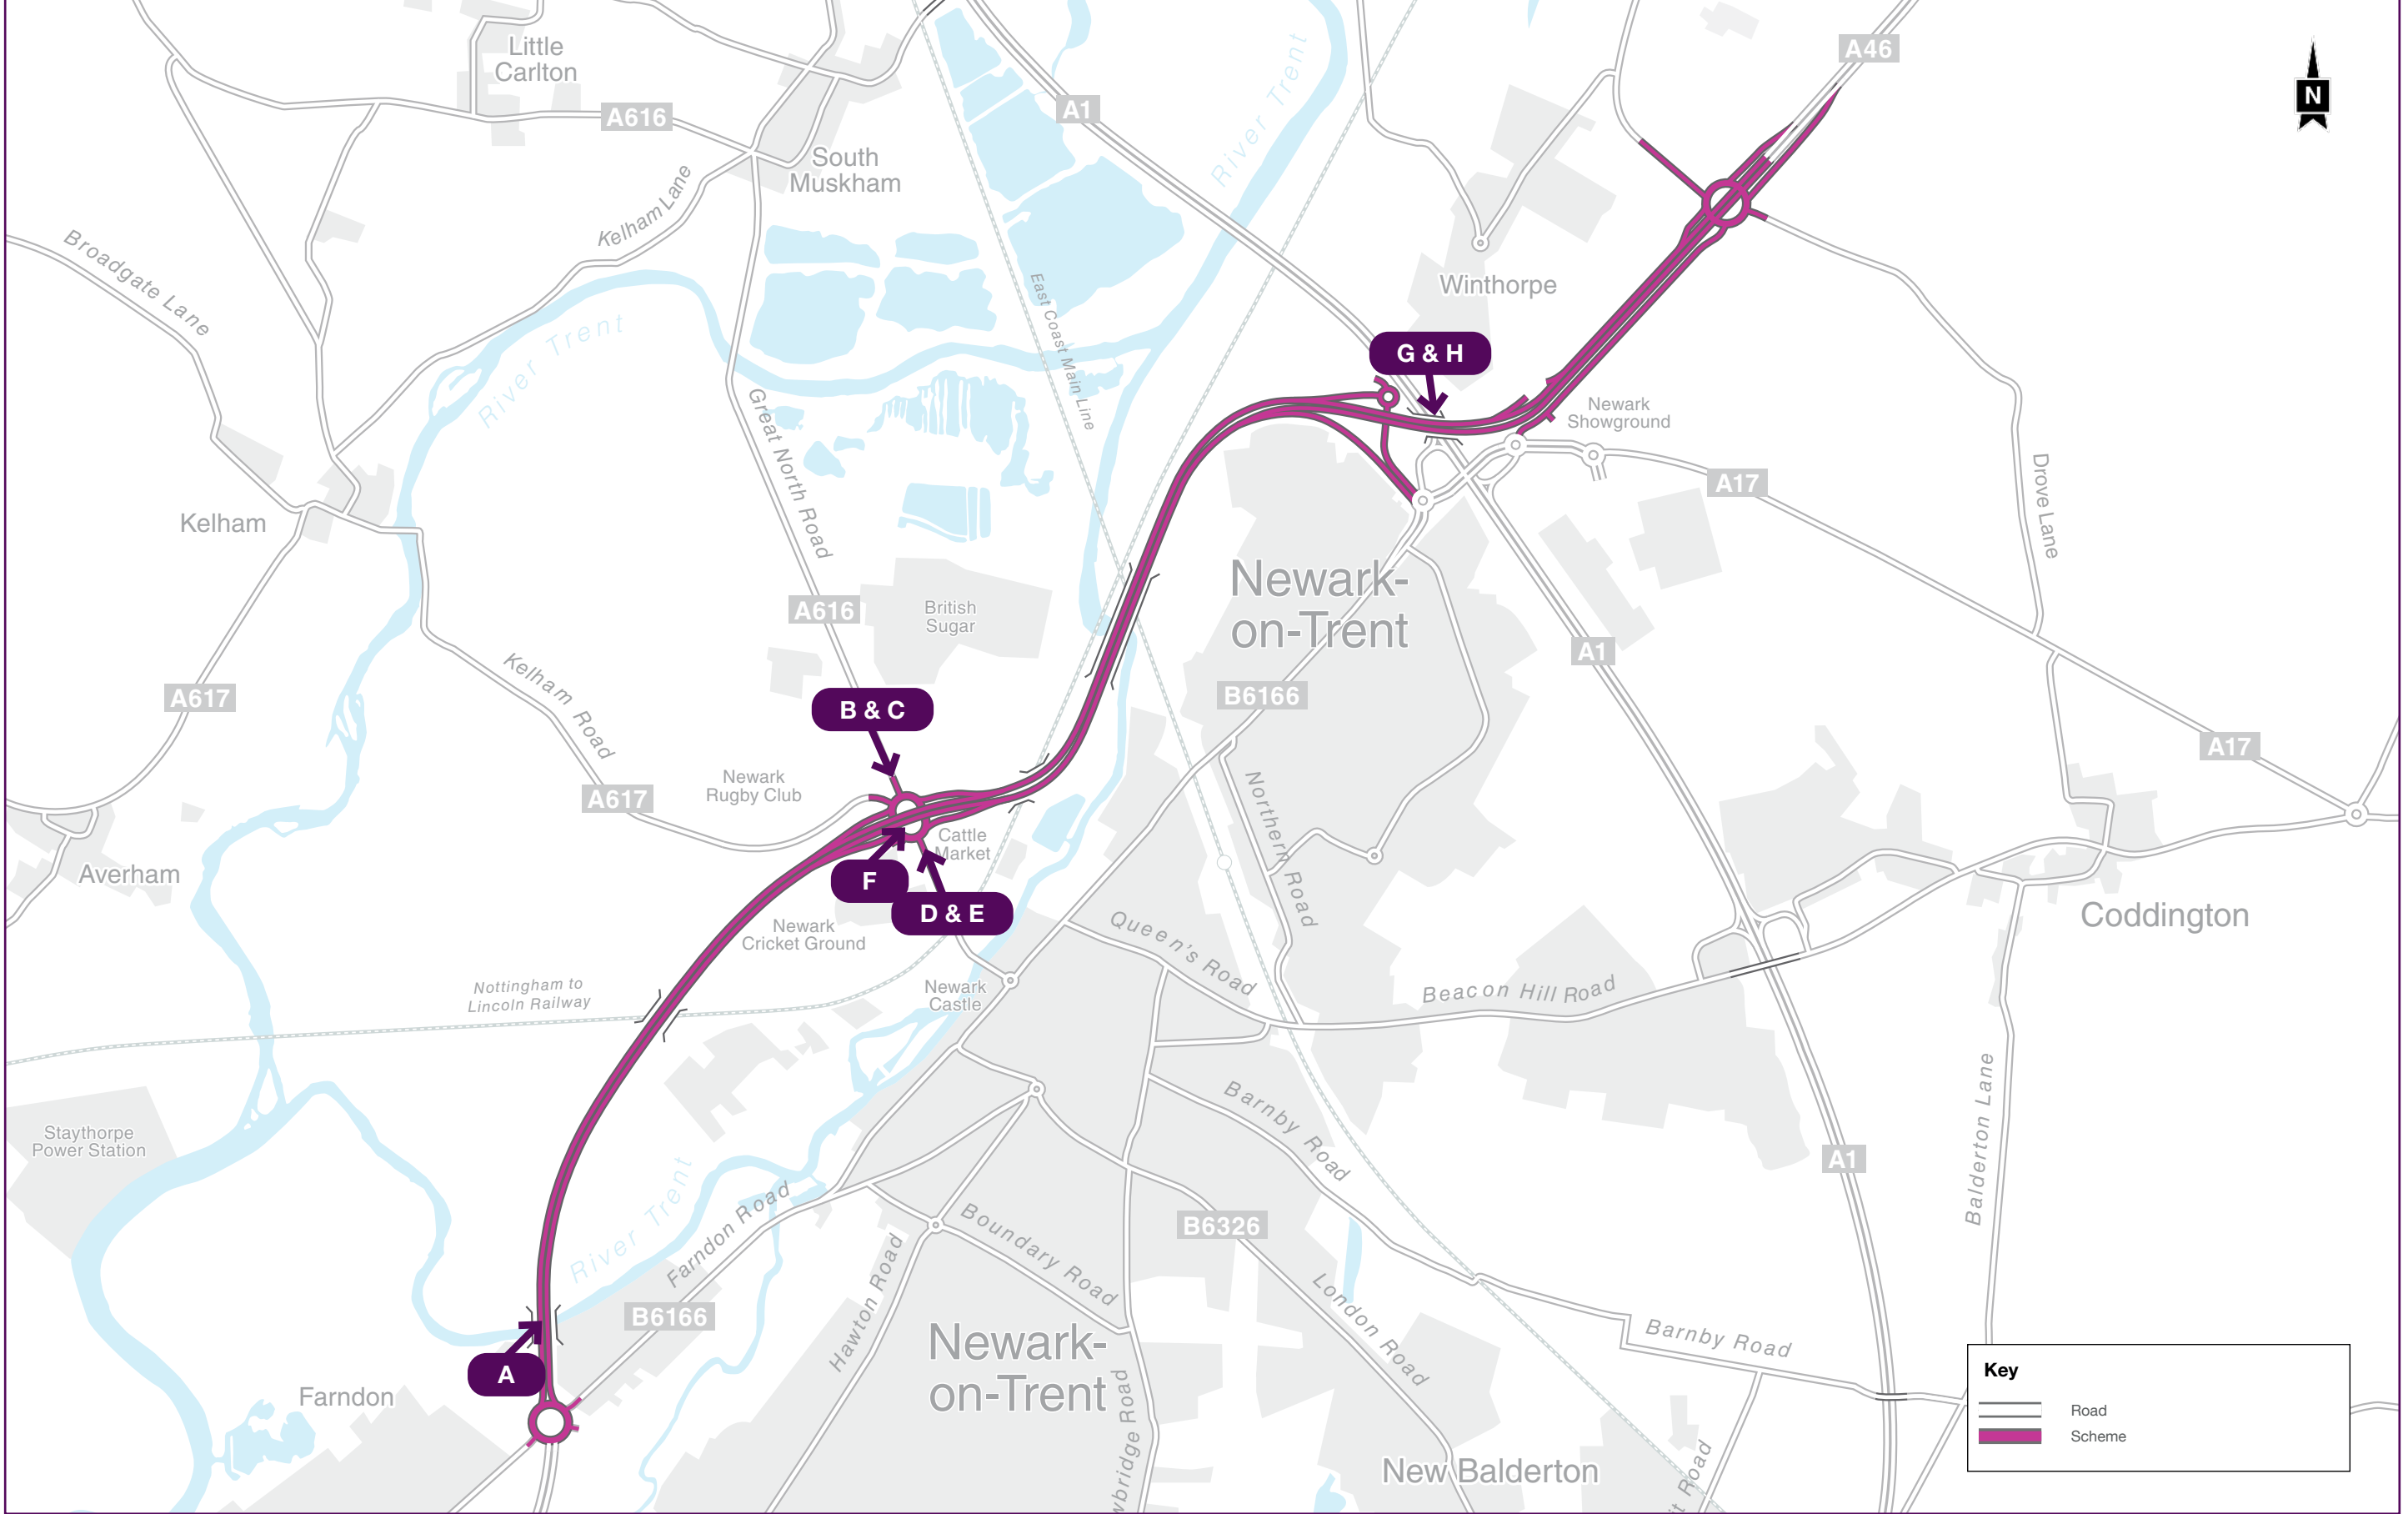 Little
Carlton
A616
South
Muskham
A1
River Trent
A46
N
Kelham Lane
Broadgate Lane
River Trent
East Coast Main Line
Winthorpe
G & H
Newark
Showground
A17
Drove Lane
Great North Road
Kelham
Newark-
on-Trent
A616
British
Sugar
A1
A617
Kelham Road
B6166
B & C
A17
Newark
Rugby Club
A617
Northern Road
Cattle
Market
Averham
F
D & E
Newark
Cricket Ground
Queen's Road
Coddington
Nottingham to
Lincoln Railway
Newark
Castle
Beacon Hill Road
Staythorpe
Power Station
Barnby Road
Balderton Lane
A1
River Trent
Farndon Road
Boundary Road
B6326
Hawton Road
London Road
B6166
Newark-
on-Trent
Barnby Road
A
Farndon
wbridge Road
New Balderton
it Road
Key
Road
Scheme